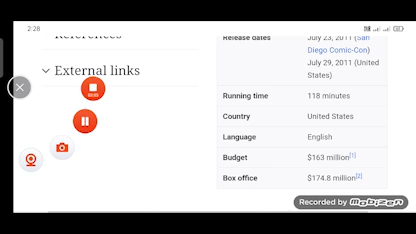 2:28
References
External links
Release dates
July 23, 2011 (San
Diego Comic-Con)
July 29, 2011 (United
States)
Running time 118 minutes
Country United States
Language English
Budget $163 million[1]
Box office $174.8 million[2]
Recorded by Mobizen